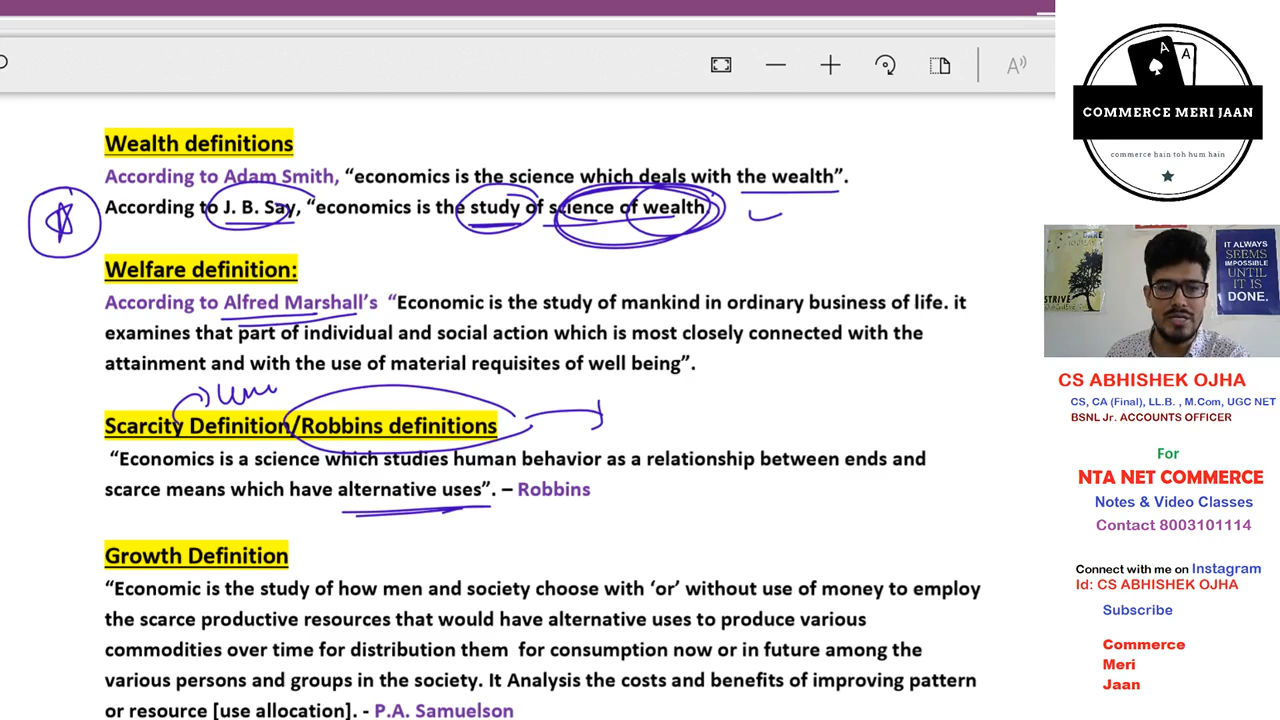 Wealth definitions
According to Adam Smith, “economics is the science which deals with the wealth”.
According to J. B. Say, “economics is the study of science of wealth
Welfare definition:
According to Alfred Marshall’s “Economic is the study of mankind in ordinary business of life. it
examines that part of individual and social action which is most closely connected with the
attainment and with the use of material requisites of well being”.
Scarcity Definition/Robbins definitions
“Economics is a science which studies human behavior as a relationship between ends and
scarce means which have alternative uses”. – Robbins
Growth Definition
“Economic is the study of how men and society choose with ‘or’ without use of money to employ
the scarce productive resources that would have alternative uses to produce various
commodities over time for distribution them for consumption now or in future among the
various persons and groups in the society. It Analysis the costs and benefits of improving pattern
or resource [use allocation]. - P.A. Samuelson
A
A
COMMERCE MERI JAAN
commerce hain toh hum hain
STRIVE
IT ALWAYS
SEEMS
IMPOSSIBLE
UNTIL
IT IS
DONE.
CS ABHISHEK OJHA
CS, CA (Final), LL.B. , M.Com, UGC NET
BSNL Jr. ACCOUNTS OFFICER
For
NTA NET COMMERCE
Notes & Video Classes
Contact 8003101114
Connect with me on Instagram
Id: CS ABHISHEK OJHA
Subscribe
Commerce
Meri
Jaan